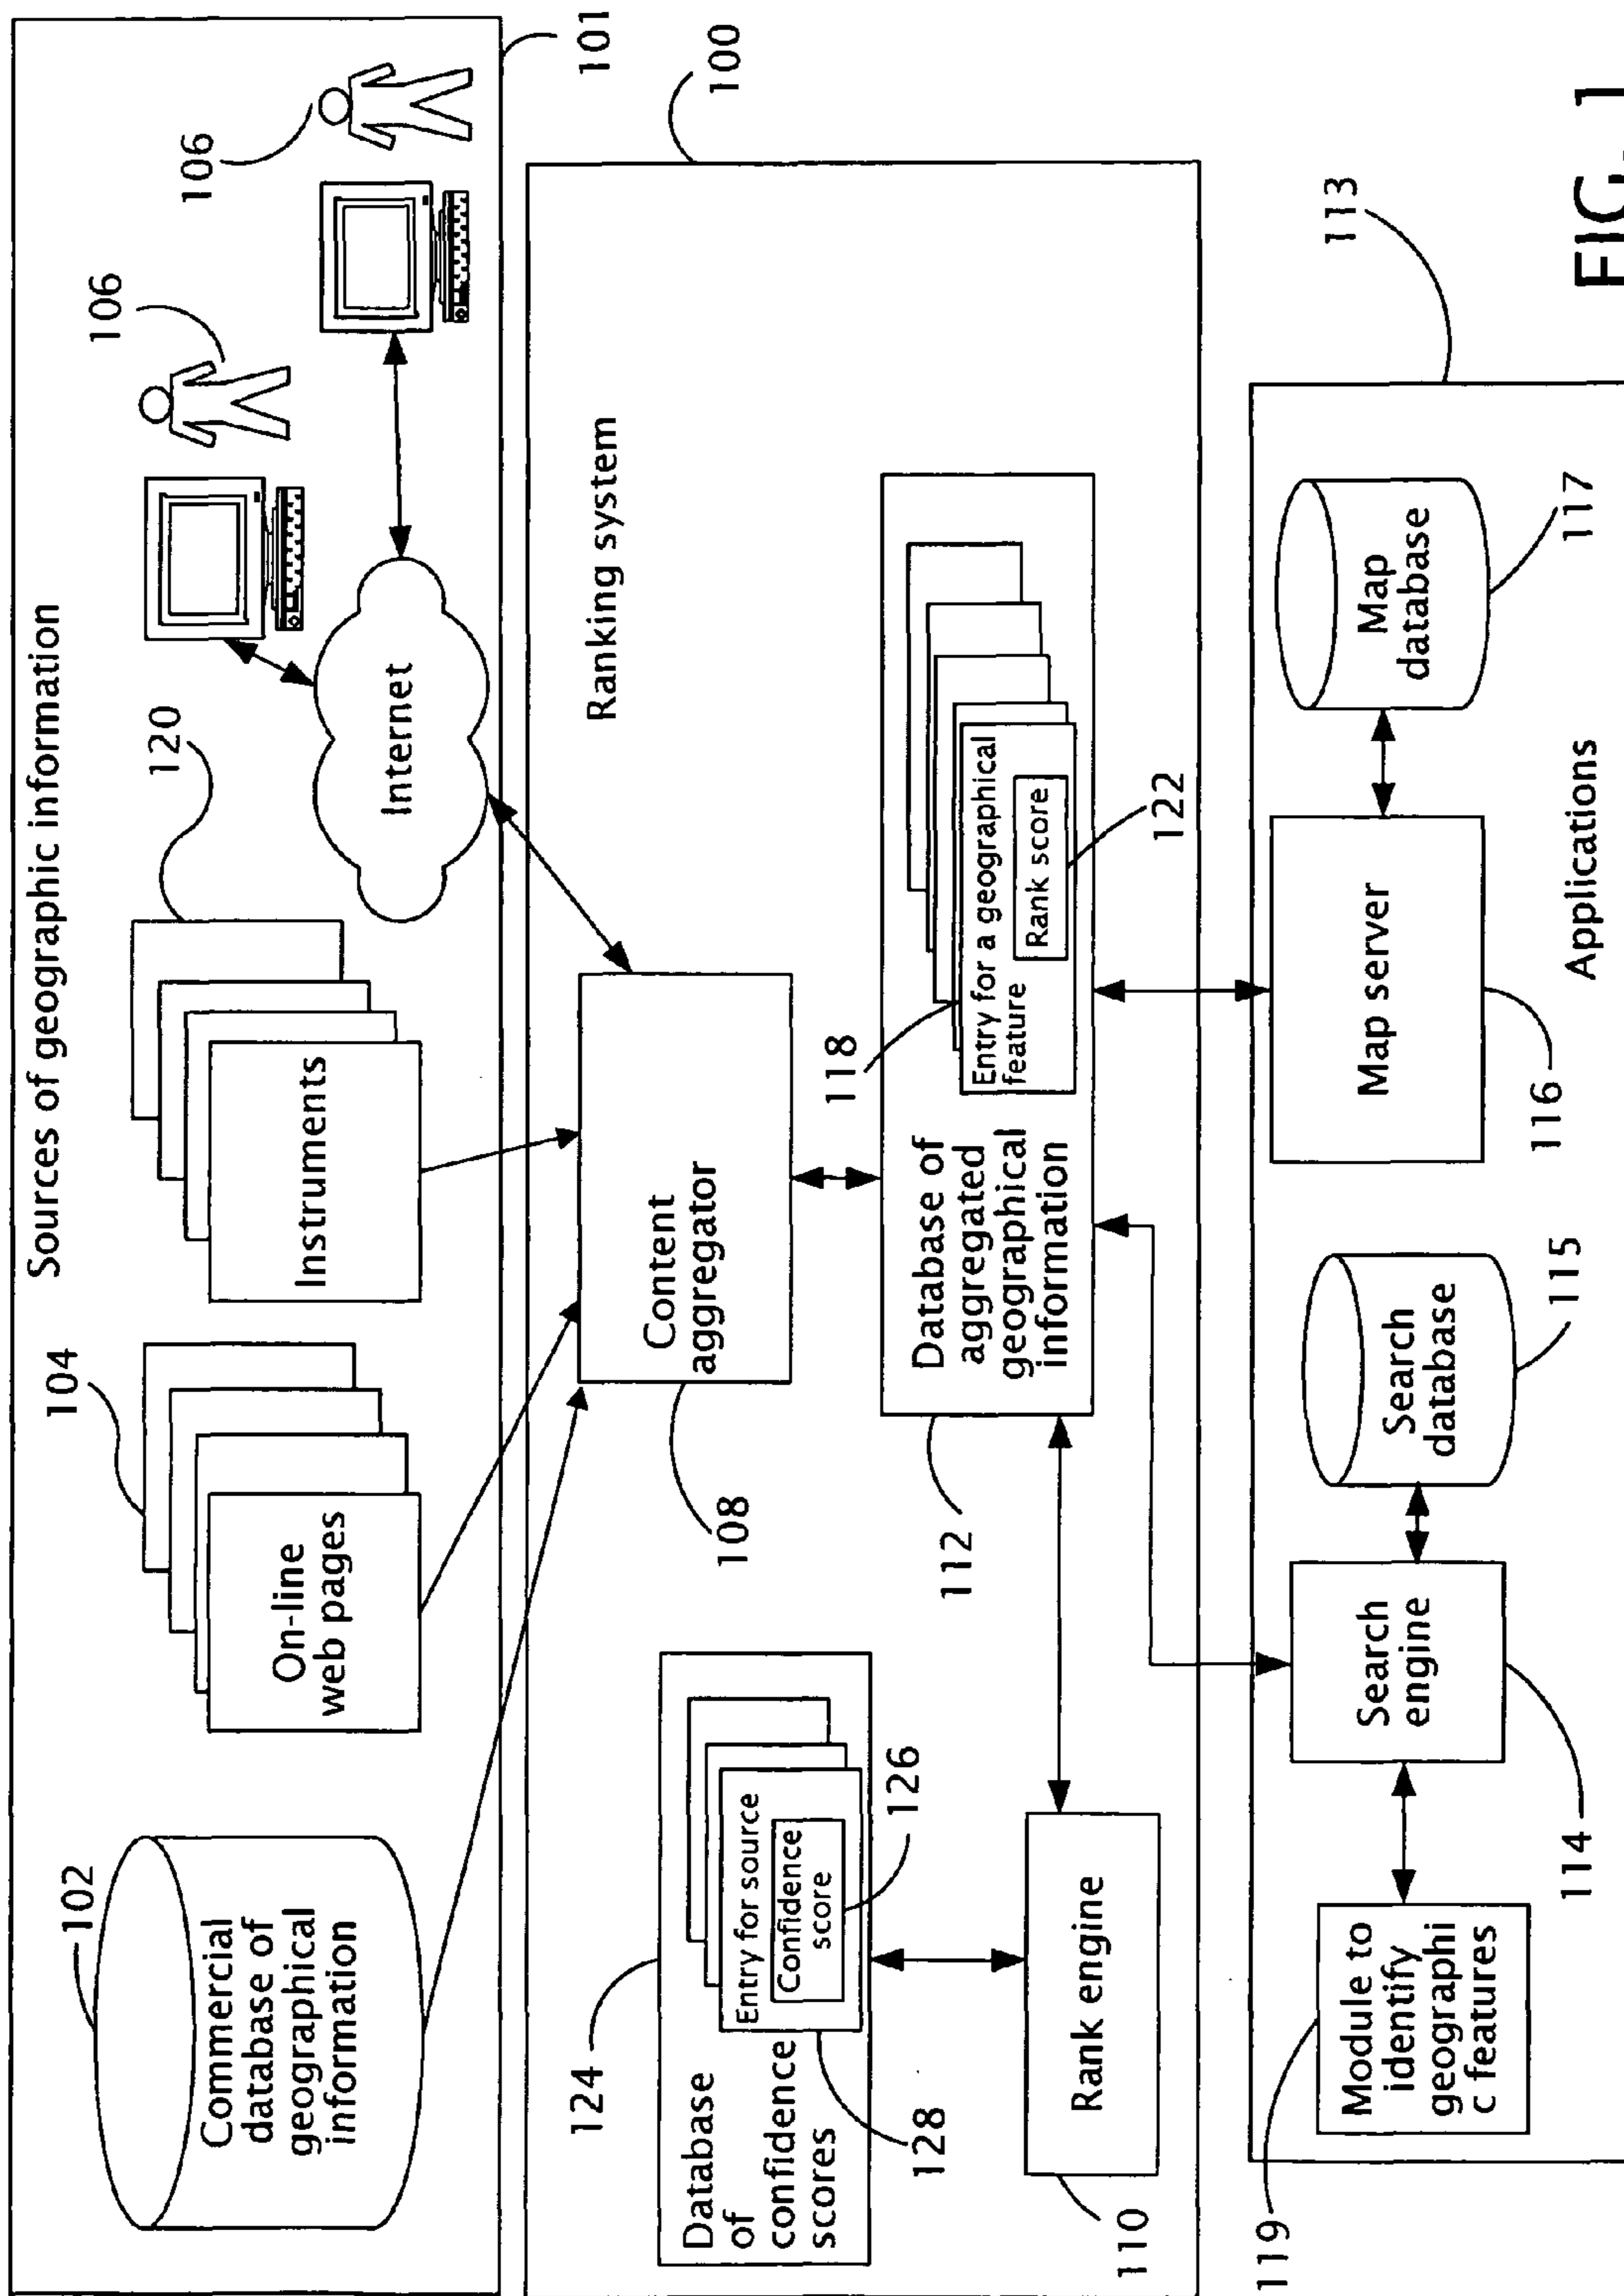 Sources of geographic information
101
102
Commercial
database of
geographical
information
104
On-line
web pages
120
Instruments
Internet
106
106
100
Ranking system
124
Database
of
confidence
scores
Entry for source
Confidence
score
126
128
108
Content
aggregator
112
Database of
aggregated
geographical
information
118
Entry for a geographical
feature
Rank score
122
110
Rank engine
113
119
Module to
identify
geographi
c features
114
Search
engine
115
Search
database
116
Map server
117
Map
database
Applications